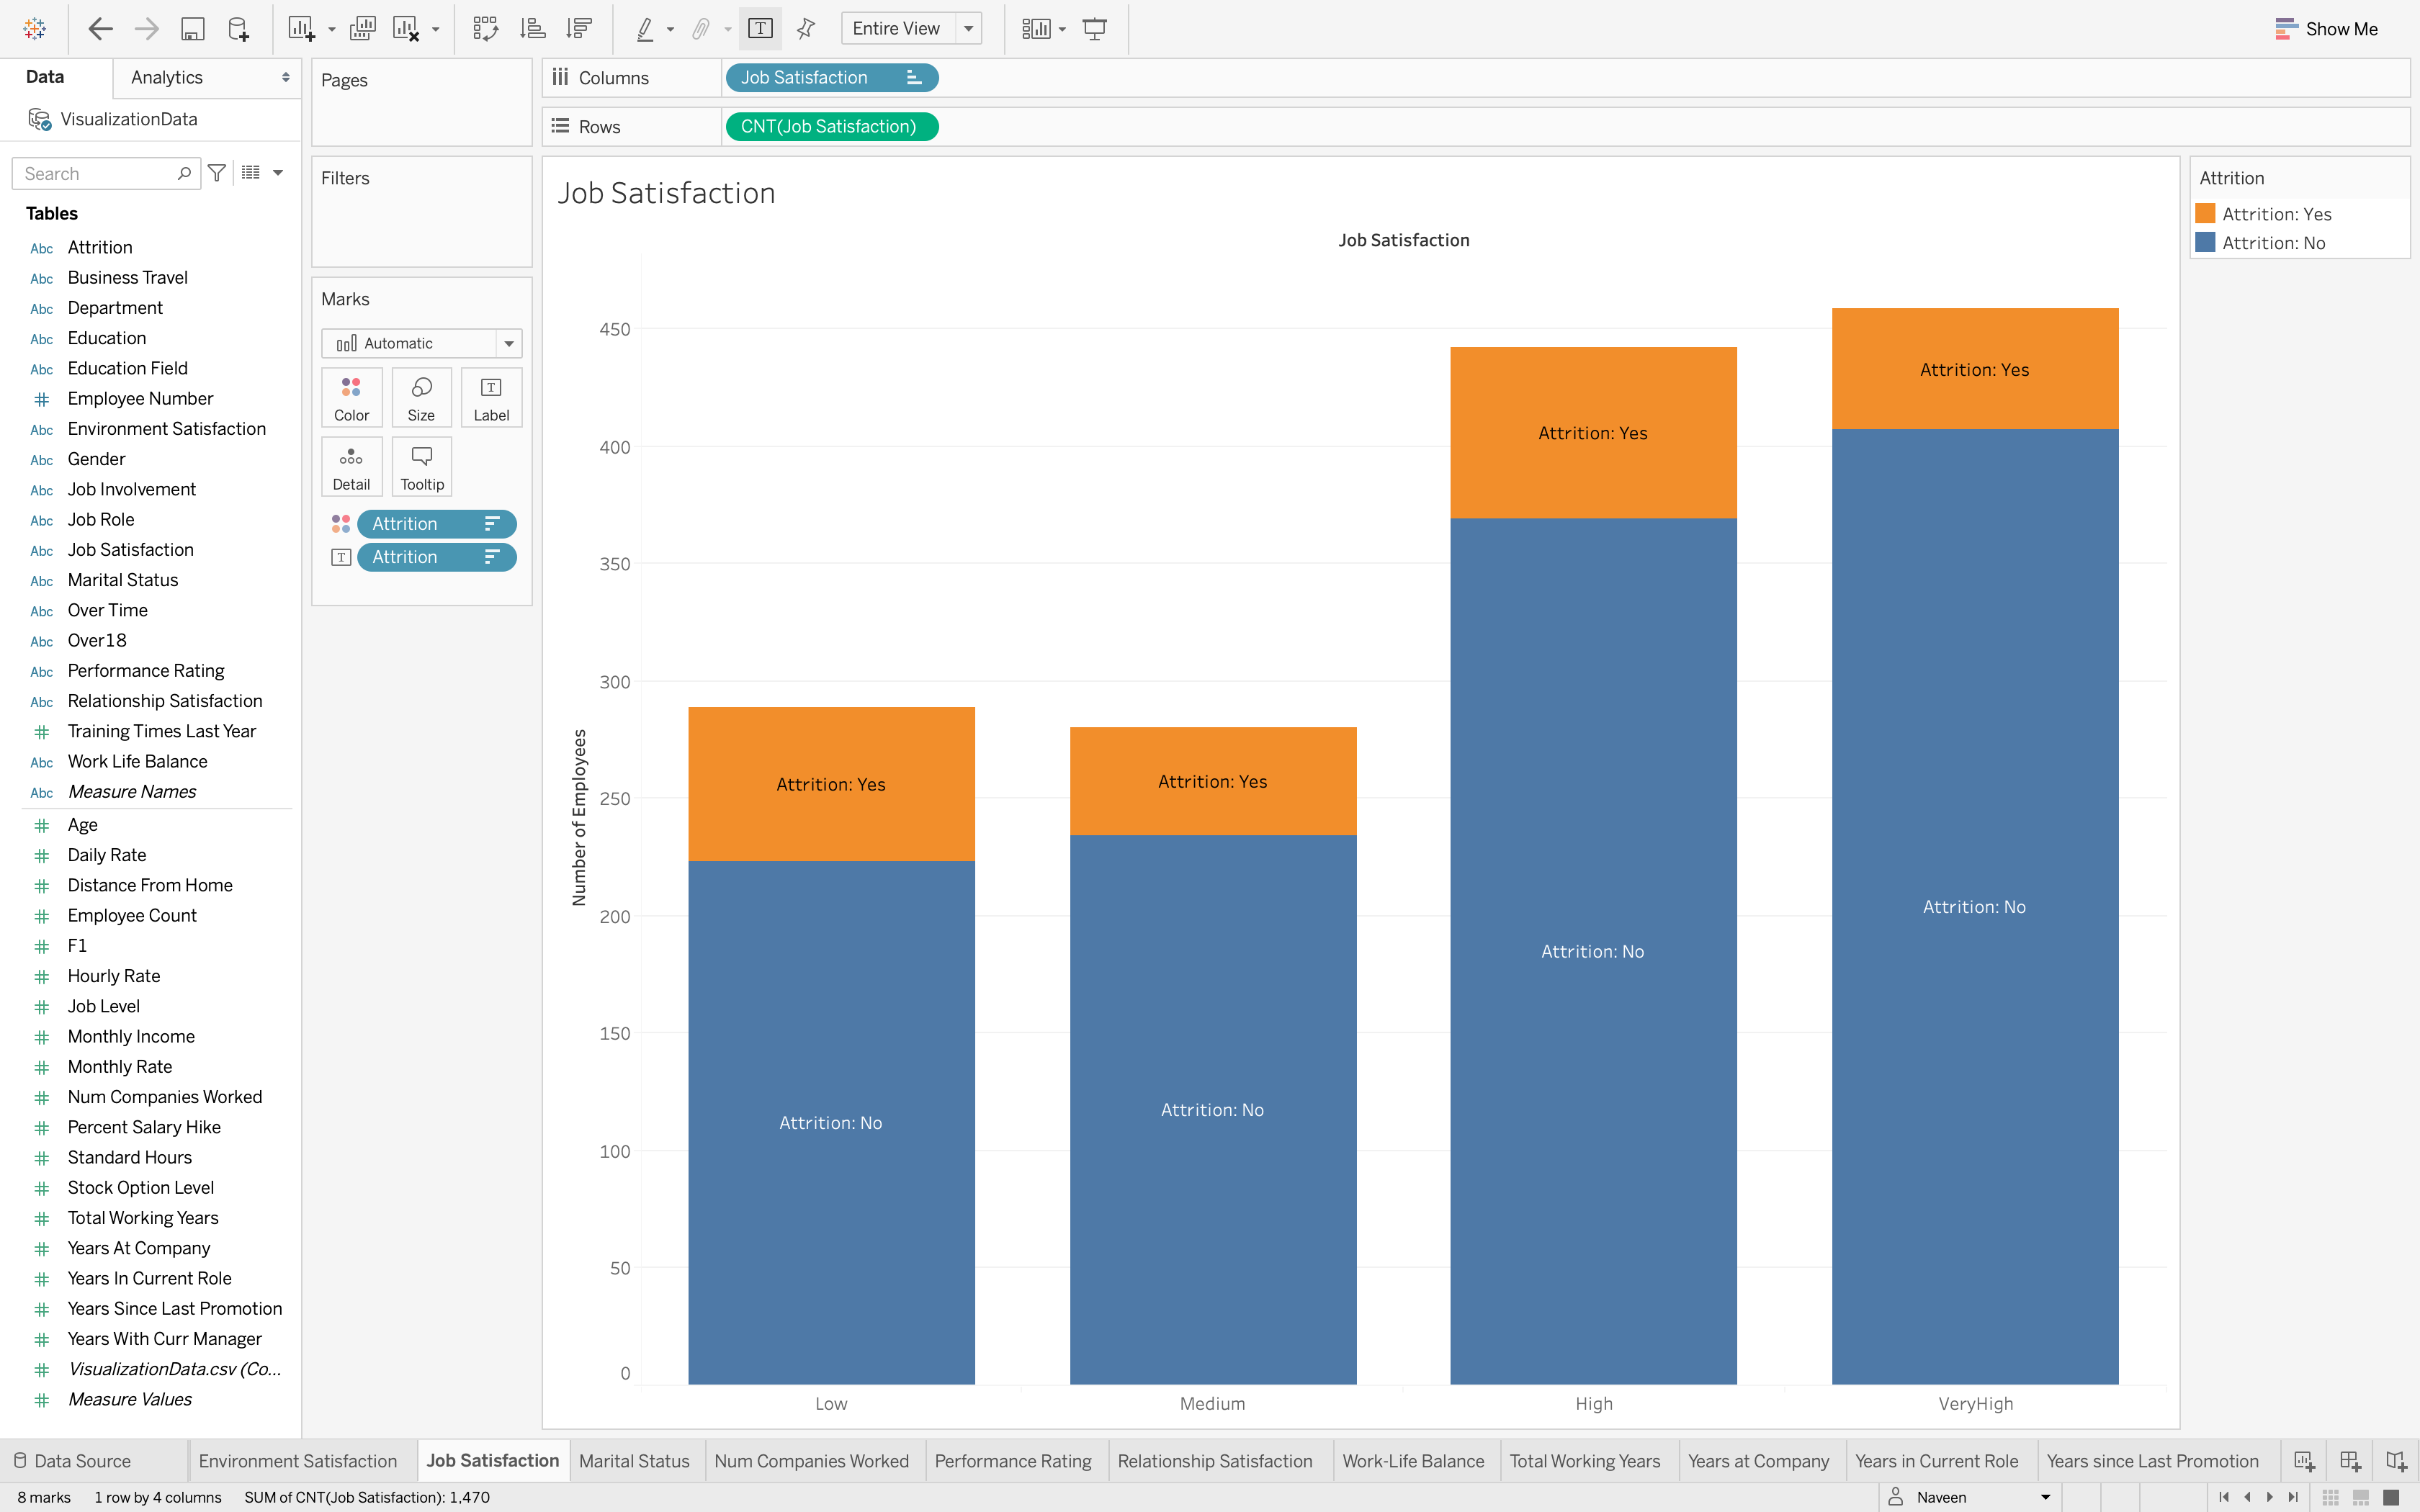 Entire View
Show Me
Data
Analytics
Pages
Columns
Job Satisfaction
VisualizationData
Rows
CNT(Job Satisfaction)
Search
Filters
Job Satisfaction
Attrition
Attrition: Yes
Attrition: No
Tables
Abc Attrition
Abc Business Travel
Abc Department
Abc Education
Abc Education Field
# Employee Number
Abc Environment Satisfaction
Abc Gender
Abc Job Involvement
Abc Job Role
Abc Job Satisfaction
Abc Marital Status
Abc Over Time
Abc Over18
Abc Performance Rating
Abc Relationship Satisfaction
# Training Times Last Year
Abc Work Life Balance
Abc Measure Names
# Age
# Daily Rate
# Distance From Home
# Employee Count
# F1
# Hourly Rate
# Job Level
# Monthly Income
# Monthly Rate
# Num Companies Worked
# Percent Salary Hike
# Standard Hours
# Stock Option Level
# Total Working Years
# Years At Company
# Years In Current Role
# Years Since Last Promotion
# Years With Curr Manager
# VisualizationData.csv (Co...
# Measure Values
Marks
Automatic
Color
Size
T
Label
Detail
Tooltip
Attrition
T Attrition
Job Satisfaction
Number of Employees
450
400
350
300
250
200
150
100
50
0
Attrition: Yes
Attrition: No
Attrition: Yes
Attrition: No
Attrition: Yes
Attrition: No
Attrition: Yes
Attrition: No
Low
Medium
High
VeryHigh
Data Source
Environment Satisfaction
Job Satisfaction
Marital Status
Num Companies Worked
Performance Rating
Relationship Satisfaction
Work-Life Balance
Total Working Years
Years at Company
Years in Current Role
Years since Last Promotion
8 marks
1 row by 4 columns
SUM of CNT(Job Satisfaction): 1,470
Naveen